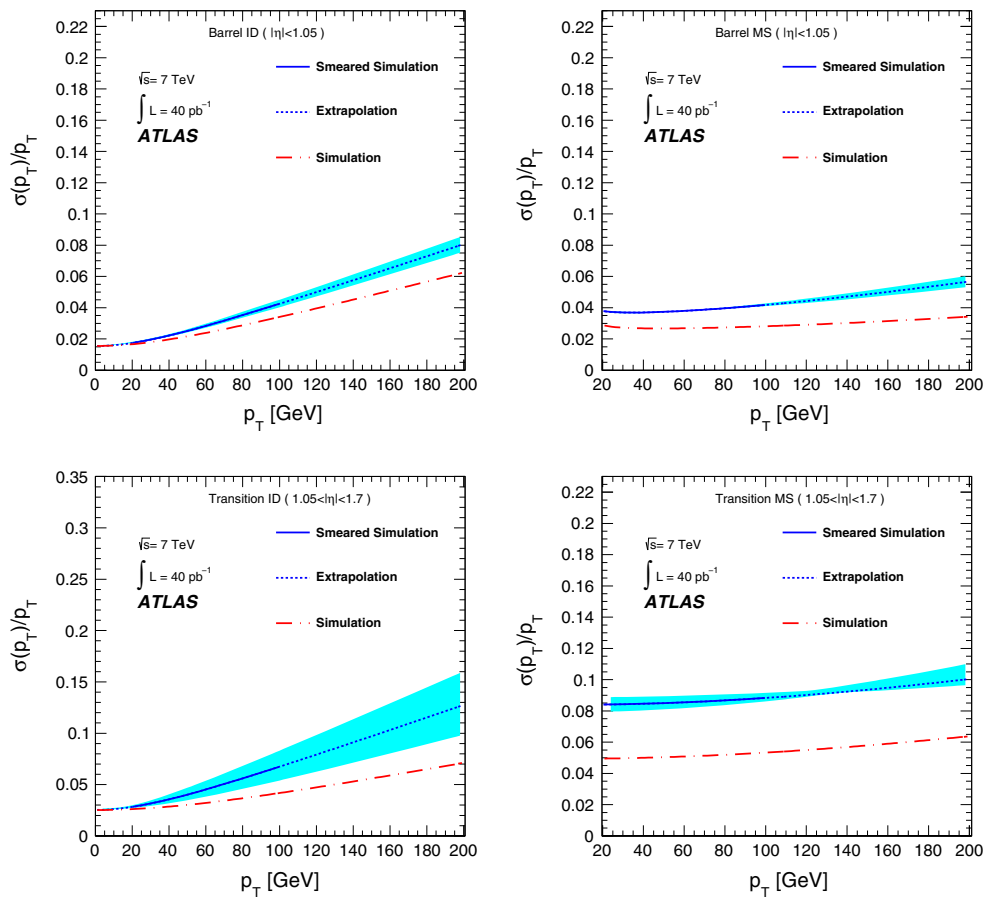 Barrel ID ( |η|<1.05)
√s= 7 TeV
∫ L = 40 pb⁻¹
ATLAS
Smeared Simulation
Extrapolation
Simulation
σ(p_T)/p_T
0.22
0.2
0.18
0.16
0.14
0.12
0.1
0.08
0.06
0.04
0.02
0
0 20 40 60 80 100 120 140 160 180 200
p_T [GeV]
Barrel MS ( |η|<1.05)
√s= 7 TeV
∫ L = 40 pb⁻¹
ATLAS
Smeared Simulation
Extrapolation
Simulation
σ(p_T)/p_T
0.22
0.2
0.18
0.16
0.14
0.12
0.1
0.08
0.06
0.04
0.02
0
20 40 60 80 100 120 140 160 180 200
p_T [GeV]
Transition ID ( 1.05<|η|<1.7)
√s= 7 TeV
∫ L = 40 pb⁻¹
ATLAS
Smeared Simulation
Extrapolation
Simulation
σ(p_T)/p_T
0.35
0.3
0.25
0.2
0.15
0.1
0.05
0
0 20 40 60 80 100 120 140 160 180 200
p_T [GeV]
Transition MS ( 1.05<|η|<1.7)
√s= 7 TeV
∫ L = 40 pb⁻¹
ATLAS
Smeared Simulation
Extrapolation
Simulation
σ(p_T)/p_T
0.22
0.2
0.18
0.16
0.14
0.12
0.1
0.08
0.06
0.04
0.02
0
20 40 60 80 100 120 140 160 180 200
p_T [GeV]